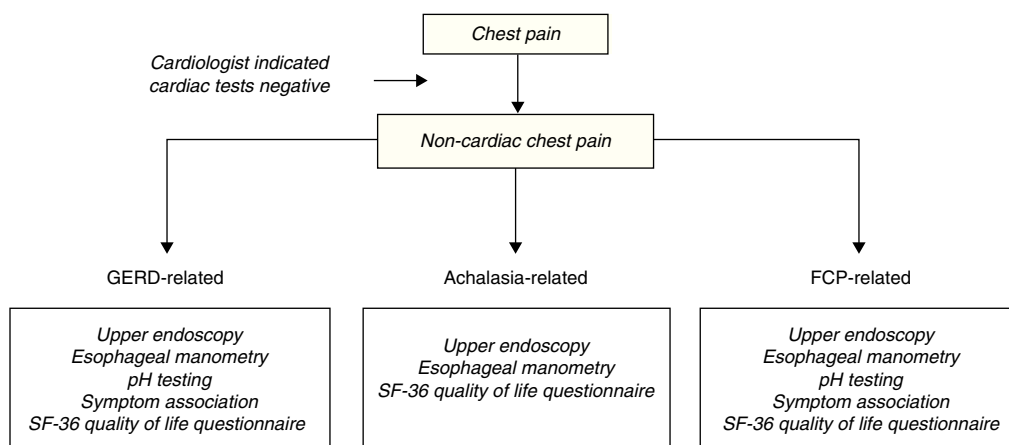 Chest pain
Cardiologist indicated
cardiac tests negative
Non-cardiac chest pain
GERD-related
Achalasia-related
FCP-related
Upper endoscopy
Esophageal manometry
pH testing
Symptom association
SF-36 quality of life questionnaire
Upper endoscopy
Esophageal manometry
SF-36 quality of life questionnaire
Upper endoscopy
Esophageal manometry
pH testing
Symptom association
SF-36 quality of life questionnaire